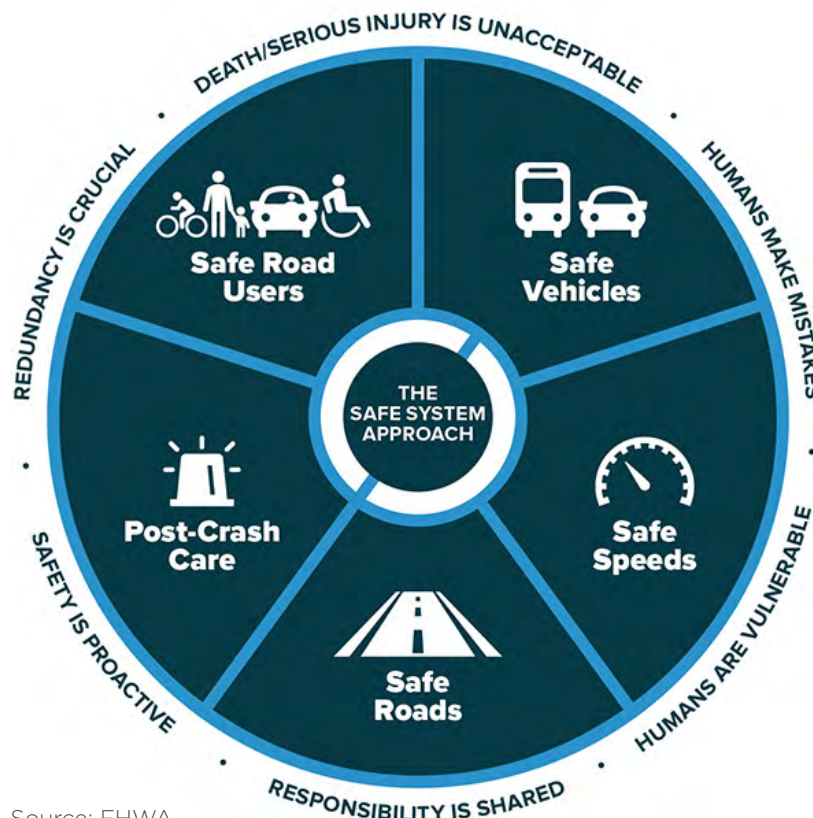 DEATH/SERIOUS INJURY IS UNACCEPTABLE
HUMANS MAKE MISTAKES
HUMANS ARE VULNERABLE
RESPONSIBILITY IS SHARED
SAFETY IS PROACTIVE
REDUNDANCY IS CRUCIAL
Safe Road
Users
Safe
Vehicles
THE
SAFE SYSTEM
APPROACH
Post-Crash
Care
Safe
Speeds
Safe
Roads
Source: FHWA